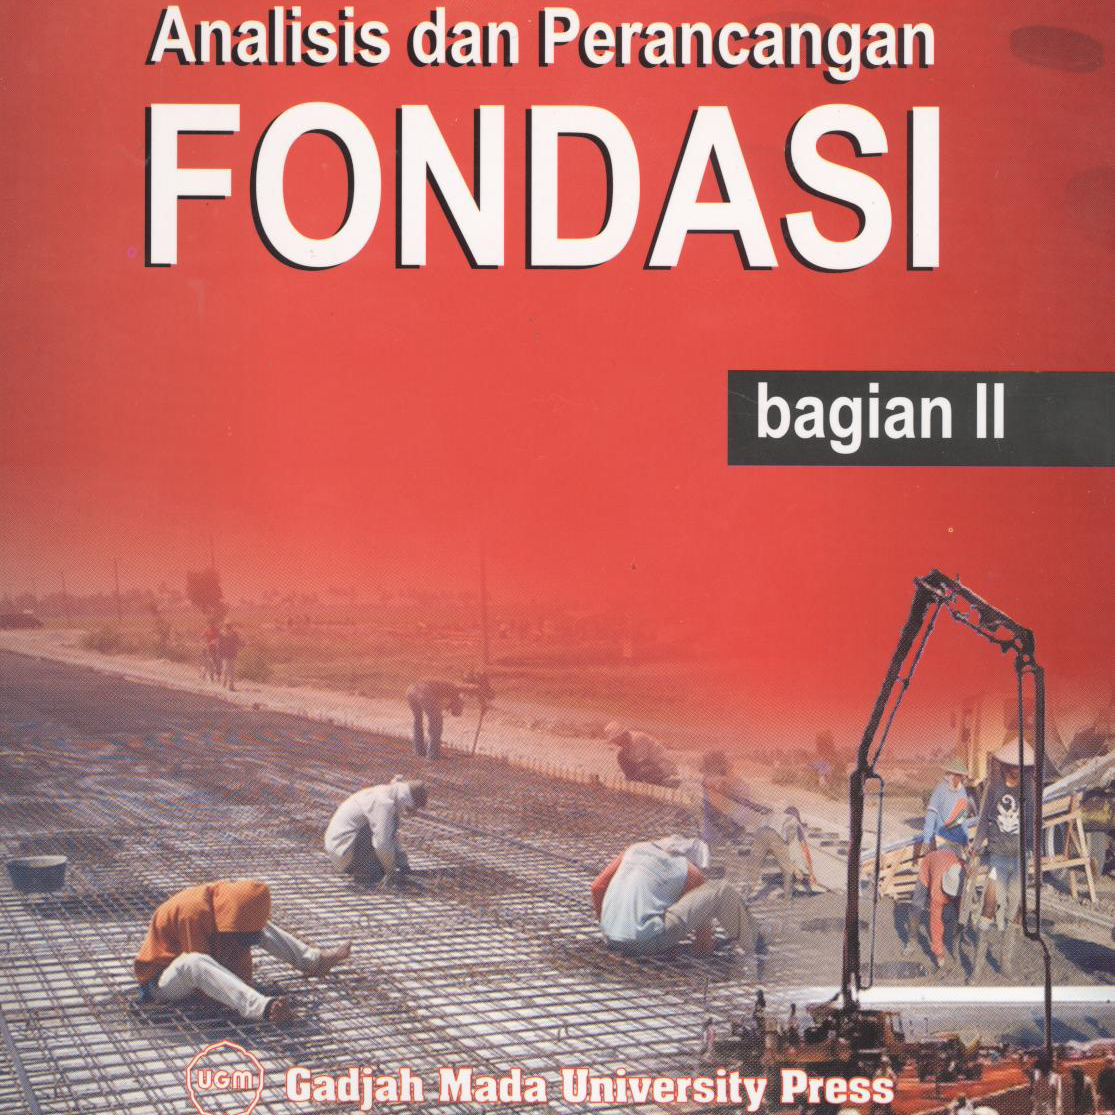 Analisis dan Perancangan
FONDASI
bagian II
UGM
Gadjah Mada University Press